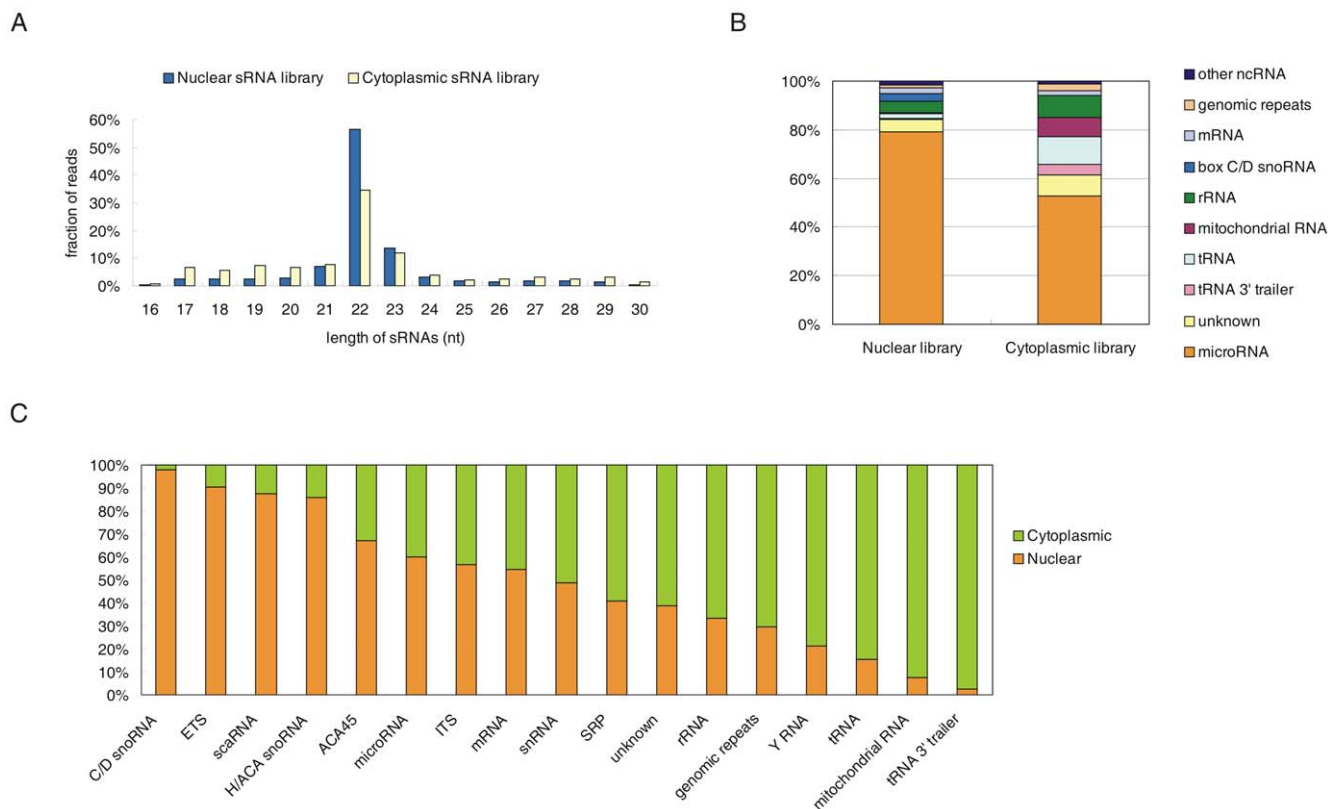 A
Nuclear sRNA library
Cytoplasmic sRNA library
fraction of reads
60%
50%
40%
30%
20%
10%
0%
16 17 18 19 20 21 22 23 24 25 26 27 28 29 30
length of sRNAs (nt)
B
100%
80%
60%
40%
20%
0%
Nuclear library
Cytoplasmic library
other ncRNA
genomic repeats
mRNA
box C/D snoRNA
rRNA
mitochondrial RNA
tRNA
tRNA 3' trailer
unknown
microRNA
C
100%
90%
80%
70%
60%
50%
40%
30%
20%
10%
0%
C/D snoRNA
ETS
scaRNA
H/ACA snoRNA
ACA45
microRNA
ITS
mRNA
snRNA
SRP
unknown
rRNA
genomic repeats
Y RNA
tRNA
mitochondrial RNA
tRNA 3' trailer
Cytoplasmic
Nuclear